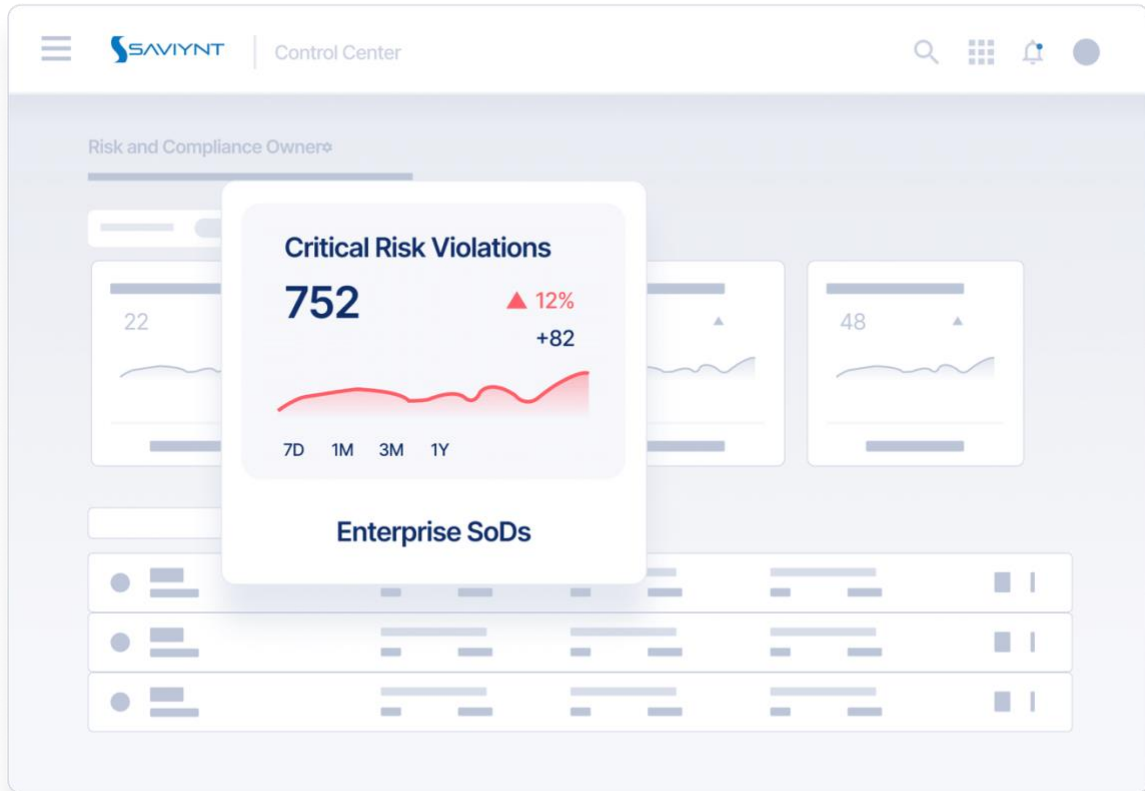 SAVIYNT
Control Center
Risk and Compliance Owner
Critical Risk Violations
752
12%
+82
7D 1M 3M 1Y
Enterprise SoDs
22
48